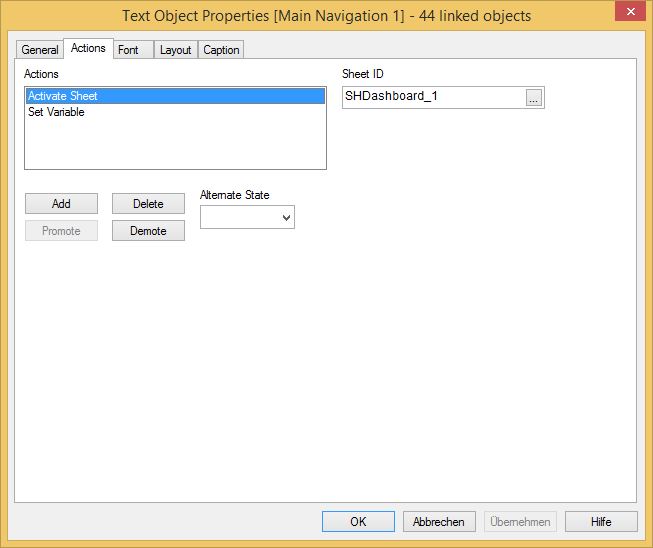 Text Object Properties [Main Navigation 1] - 44 linked objects
General Actions Font Layout Caption
Actions
Sheet ID
Activate Sheet
Set Variable
SHDashboard_1
...
Add
Delete
Alternate State
Promote
Demote
OK
Abbrechen
Übernehmen
Hilfe